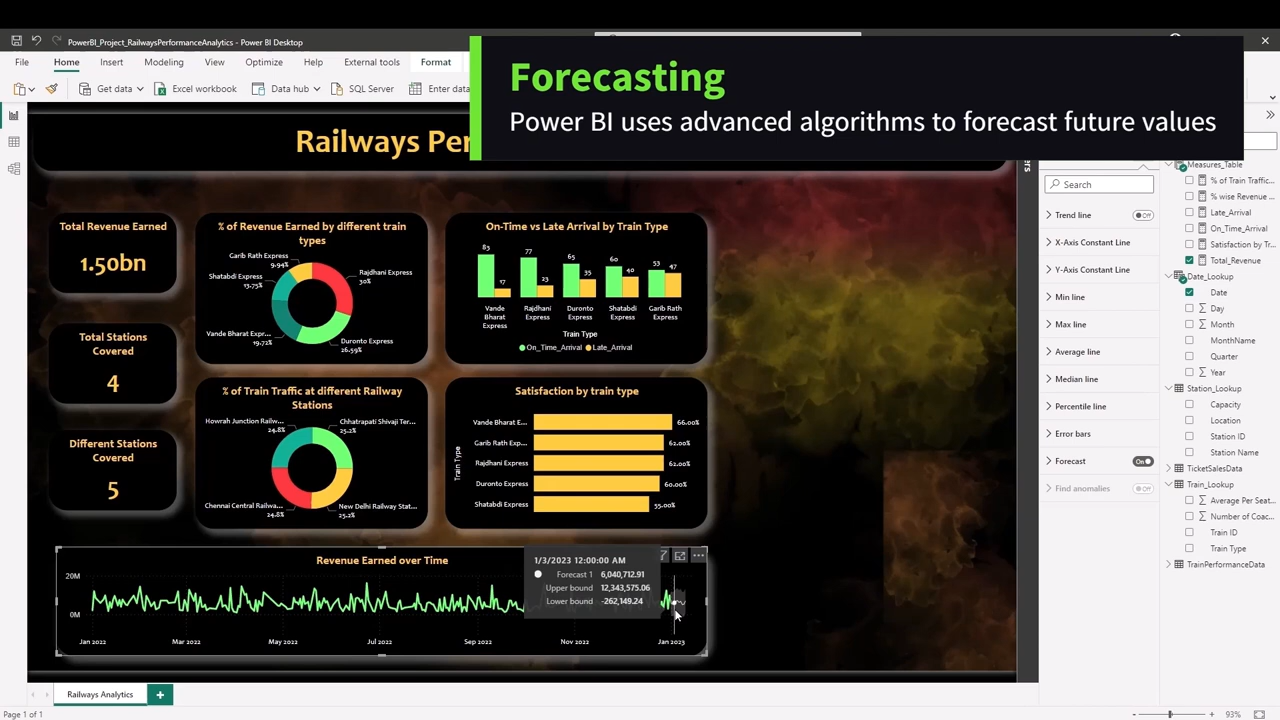 PowerBI_Project_RailwaysPerformanceAnalytics - Power BI Desktop
File Home Insert Modeling View Optimize Help External tools Format
Get data Excel workbook Data hub SQL Server Enter data
Forecasting
Power BI uses advanced algorithms to forecast future values
Railways Per
Total Revenue Earned
1.50bn
Total Stations
Covered
4
Different Stations
Covered
5
% of Revenue Earned by different train
types
Garib Rath Express
9.94%
Shatabdi Express
13.75%
Rajdhani Express
30%
Vande Bharat Expr...
19.72%
Duronto Express
26.59%
On-Time vs Late Arrival by Train Type
83 17 77 23 65 35 60 40 53 47
Vande Bharat Express
Rajdhani Express
Duronto Express
Shatabdi Express
Garib Rath Express
Train Type
On_Time_Arrival Late_Arrival
% of Train Traffic at different Railway
Stations
Howrah Junction Railw...
24.8%
Chhatrapati Shivaji Ter...
25.2%
Chennai Central Railwa...
24.8%
New Delhi Railway Stat...
25.2%
Satisfaction by train type
Train Type
Vande Bharat E... 66.00%
Garib Rath Exp... 62.00%
Rajdhani Express 62.00%
Duronto Express 60.00%
Shatabdi Express 55.00%
Revenue Earned over Time
20M
0M
Jan 2022 Mar 2022 May 2022 Jul 2022 Sep 2022 Nov 2022 Jan 2023
1/3/2023 12:00:00 AM
Forecast 1 6,040,712.91
Upper bound 12,343,575.06
Lower bound -262,149.24
ers
Search
Trend line Off
X-Axis Constant Line
Y-Axis Constant Line
Min line
Max line
Average line
Median line
Percentile line
Error bars
Forecast On
Find anomalies Off
Measures_Table
% of Train Traffic...
% wise Revenue ...
Late_Arrival
On_Time_Arrival
Satisfaction by Tr...
Total_Revenue
Date_Lookup
Date
Day
Month
MonthName
Quarter
Year
Station_Lookup
Capacity
Location
Station ID
Station Name
TicketSalesData
Train_Lookup
Average Per Seat...
Number of Coac...
Train ID
Train Type
TrainPerformanceData
Railways Analytics
Page 1 of 1
93%